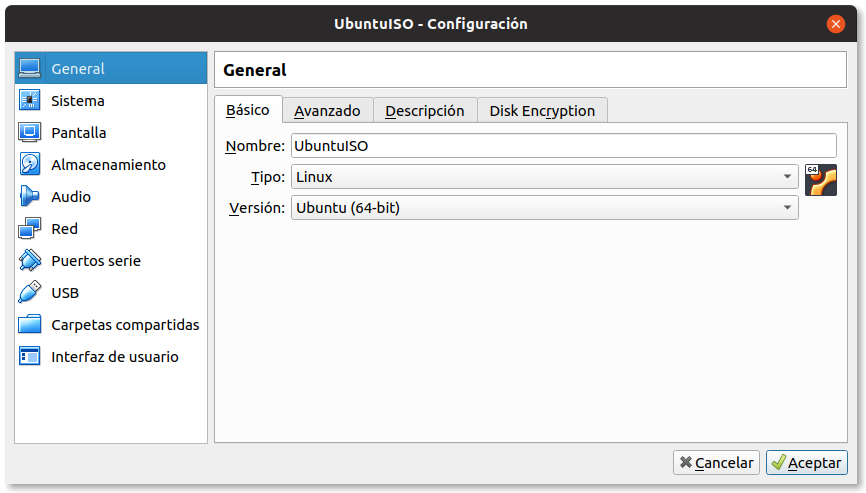 UbuntuISO - Configuración
General
Sistema
Pantalla
Almacenamiento
Audio
Red
Puertos serie
USB
Carpetas compartidas
Interfaz de usuario
General
Básico Avanzado Descripción Disk Encryption
Nombre: UbuntuISO
Tipo: Linux 64
Versión: Ubuntu (64-bit)
Cancelar Aceptar